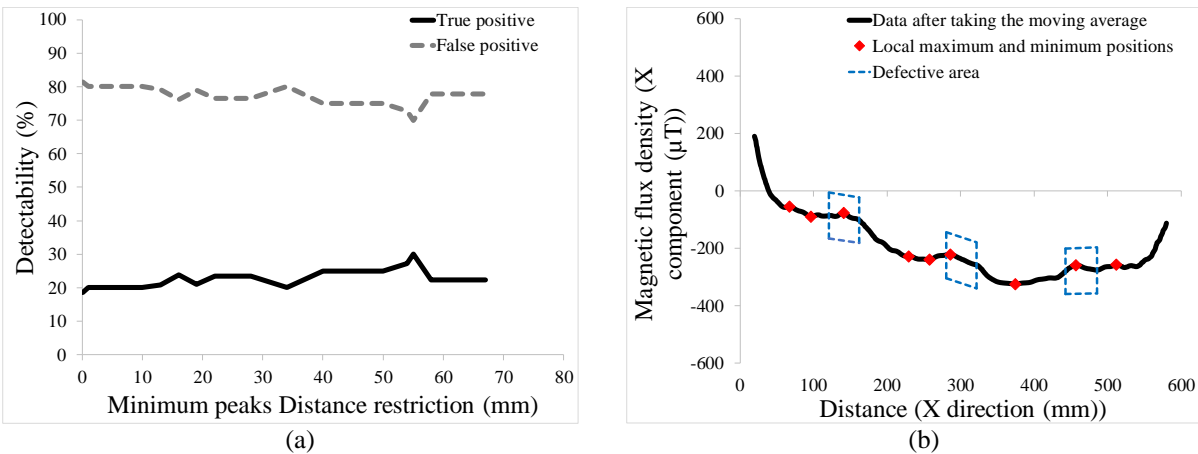 True positive
False positive
Detectability (%)
100
90
80
70
60
50
40
30
20
10
0
0 10 20 30 40 50 60 70 80
Minimum peaks Distance restriction (mm)
(a)
Data after taking the moving average
Local maximum and minimum positions
Defective area
Magnetic flux density (X
component (µT))
600
400
200
0
-200
-400
-600
0 100 200 300 400 500 600
Distance (X direction (mm))
(b)